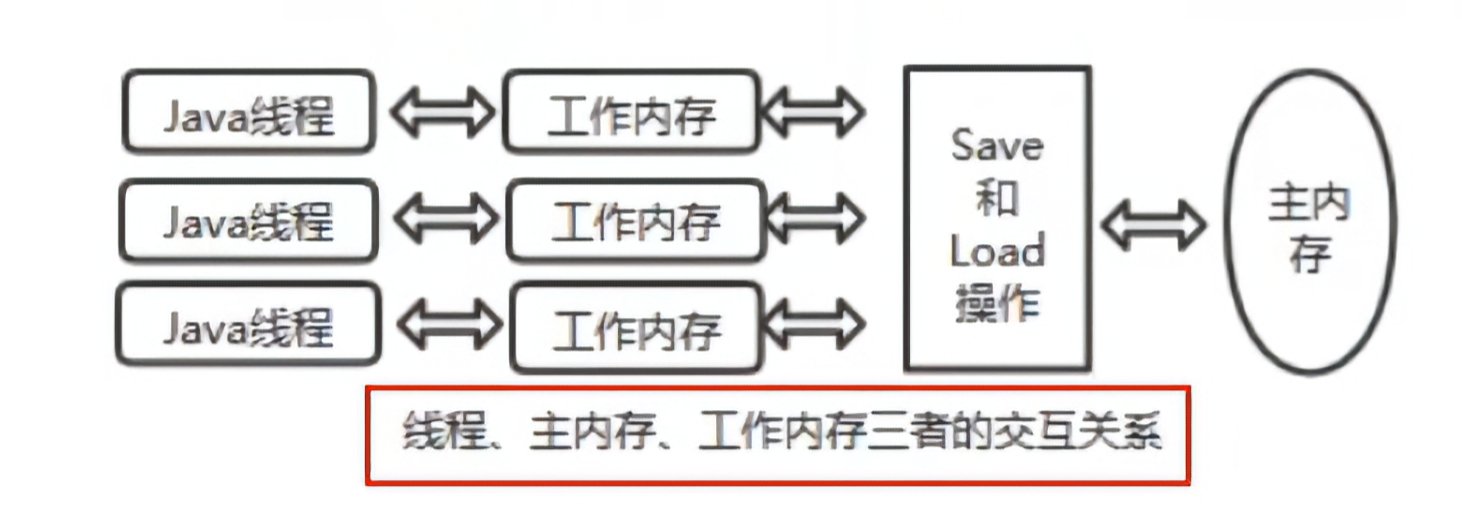 Java线程
工作内存
Java线程
工作内存
Java线程
工作内存
Save
和
Load
操作
主内
存
线程、主内存、工作内存三者的交互关系